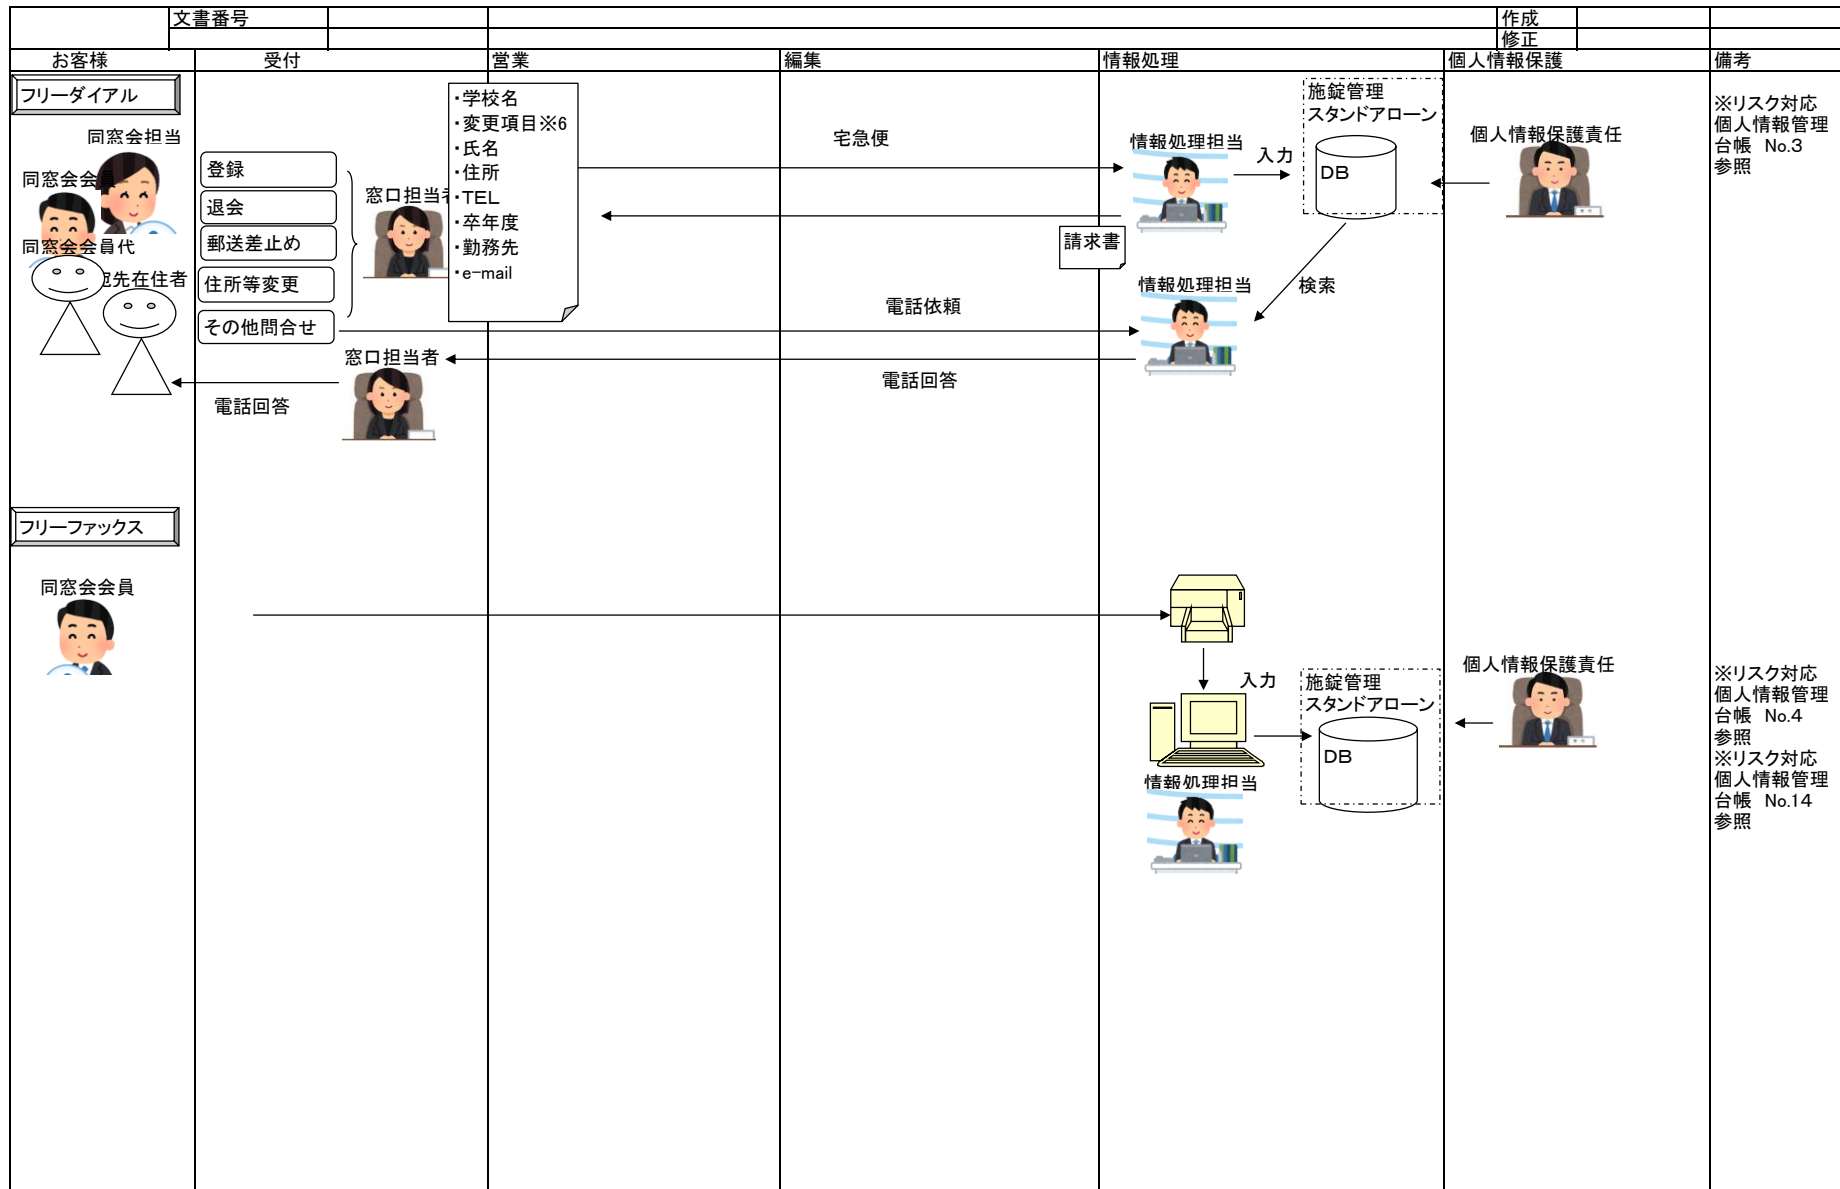 文書番号
作成
修正
お客様
受付
営業
編集
情報処理
個人情報保護
備考
フリーダイアル
同窓会担当
同窓会会員
同窓会会員代
宛先在住者
登録
退会
郵送差止め
住所等変更
その他問合せ
窓口担当者
・学校名
・変更項目※6
・氏名
・住所
・TEL
・卒年度
・勤務先
・e-mail
宅急便
情報処理担当
入力
施錠管理
スタンドアローン
DB
個人情報保護責任
※リスク対応
個人情報管理
台帳 No.3
参照
請求書
電話依頼
情報処理担当
検索
窓口担当者
電話回答
電話回答
フリーファックス
同窓会会員
入力
施錠管理
スタンドアローン
DB
情報処理担当
個人情報保護責任
※リスク対応
個人情報管理
台帳 No.4
参照
※リスク対応
個人情報管理
台帳 No.14
参照